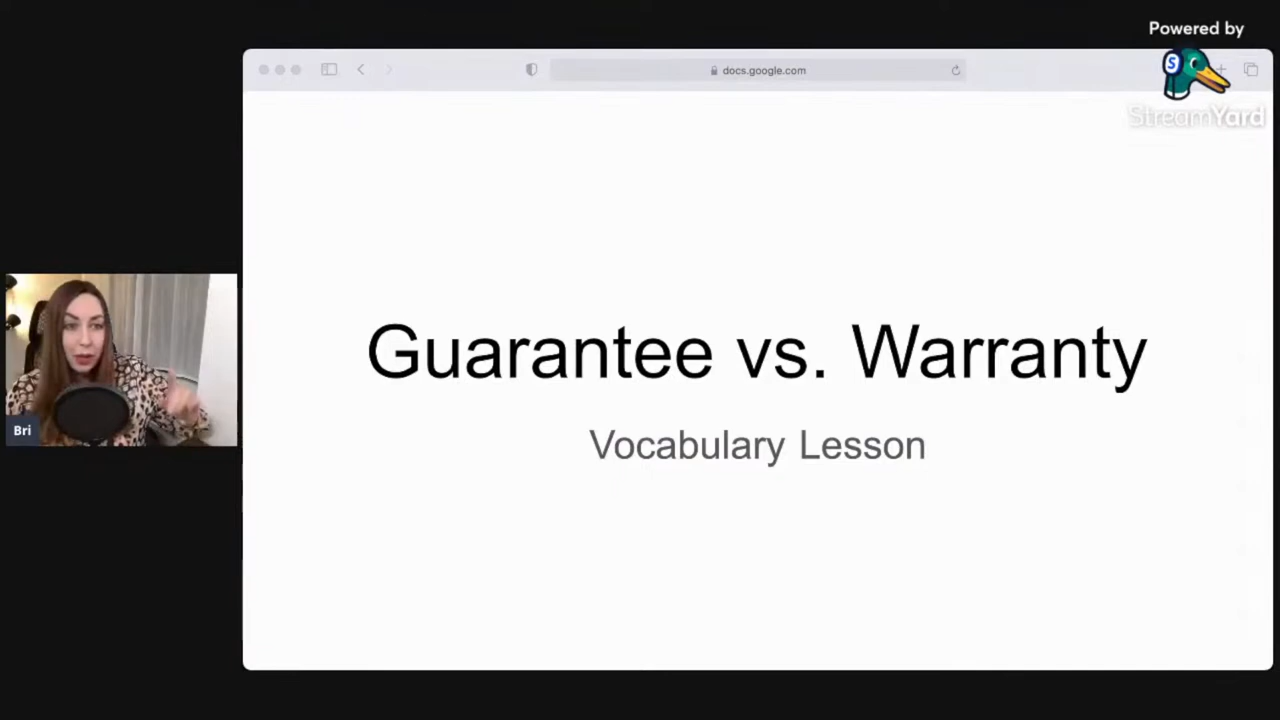 Powered by
docs.google.com
S
StreamYard
Guarantee vs. Warranty
Vocabulary Lesson
Bri